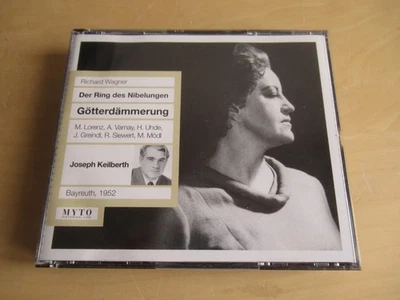 Richard Wagner
Der Ring des Nibelungen
Götterdämmerung
M. Lorenz, A. Varnay, H. Uhde,
J. Greindl, R. Siewert, M. Mödl
Joseph Keilberth
Bayreuth, 1952
MYTO